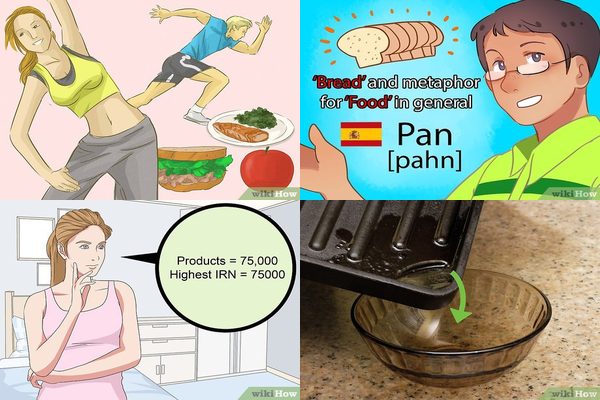 wikiHow
'Bread' and metaphor
for 'Food' in general
Pan
[pahn]
wikiHow
Products = 75,000
Highest IRN = 75000
wikiHow
wikiHow